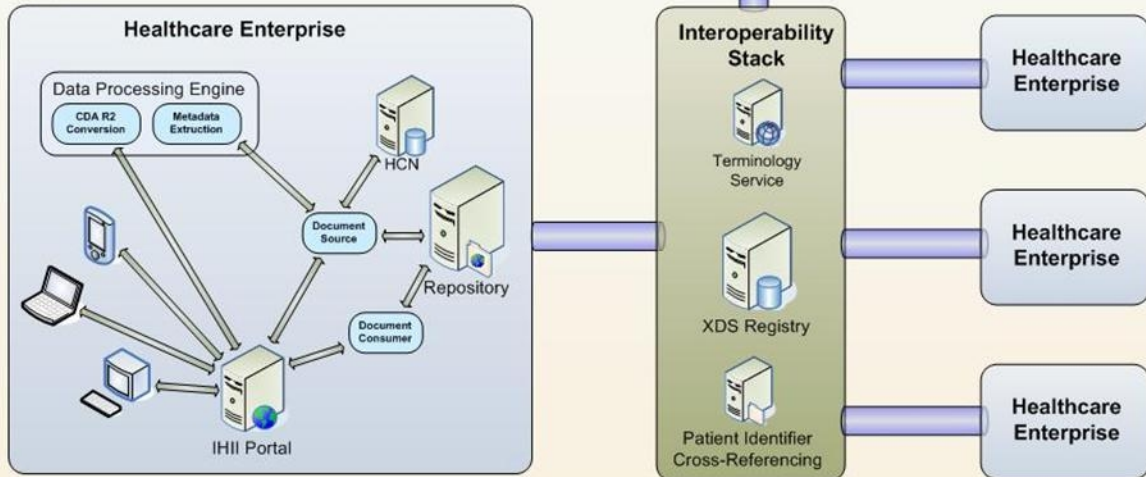 Healthcare Enterprise
Data Processing Engine
CDA R2
Conversion
Metadata
Extruction
HCN
Document
Source
Repository
Document
Consumer
IHII Portal
Interoperability
Stack
Terminology
Service
XDS Registry
Patient Identifier
Cross-Referencing
Healthcare
Enterprise
Healthcare
Enterprise
Healthcare
Enterprise